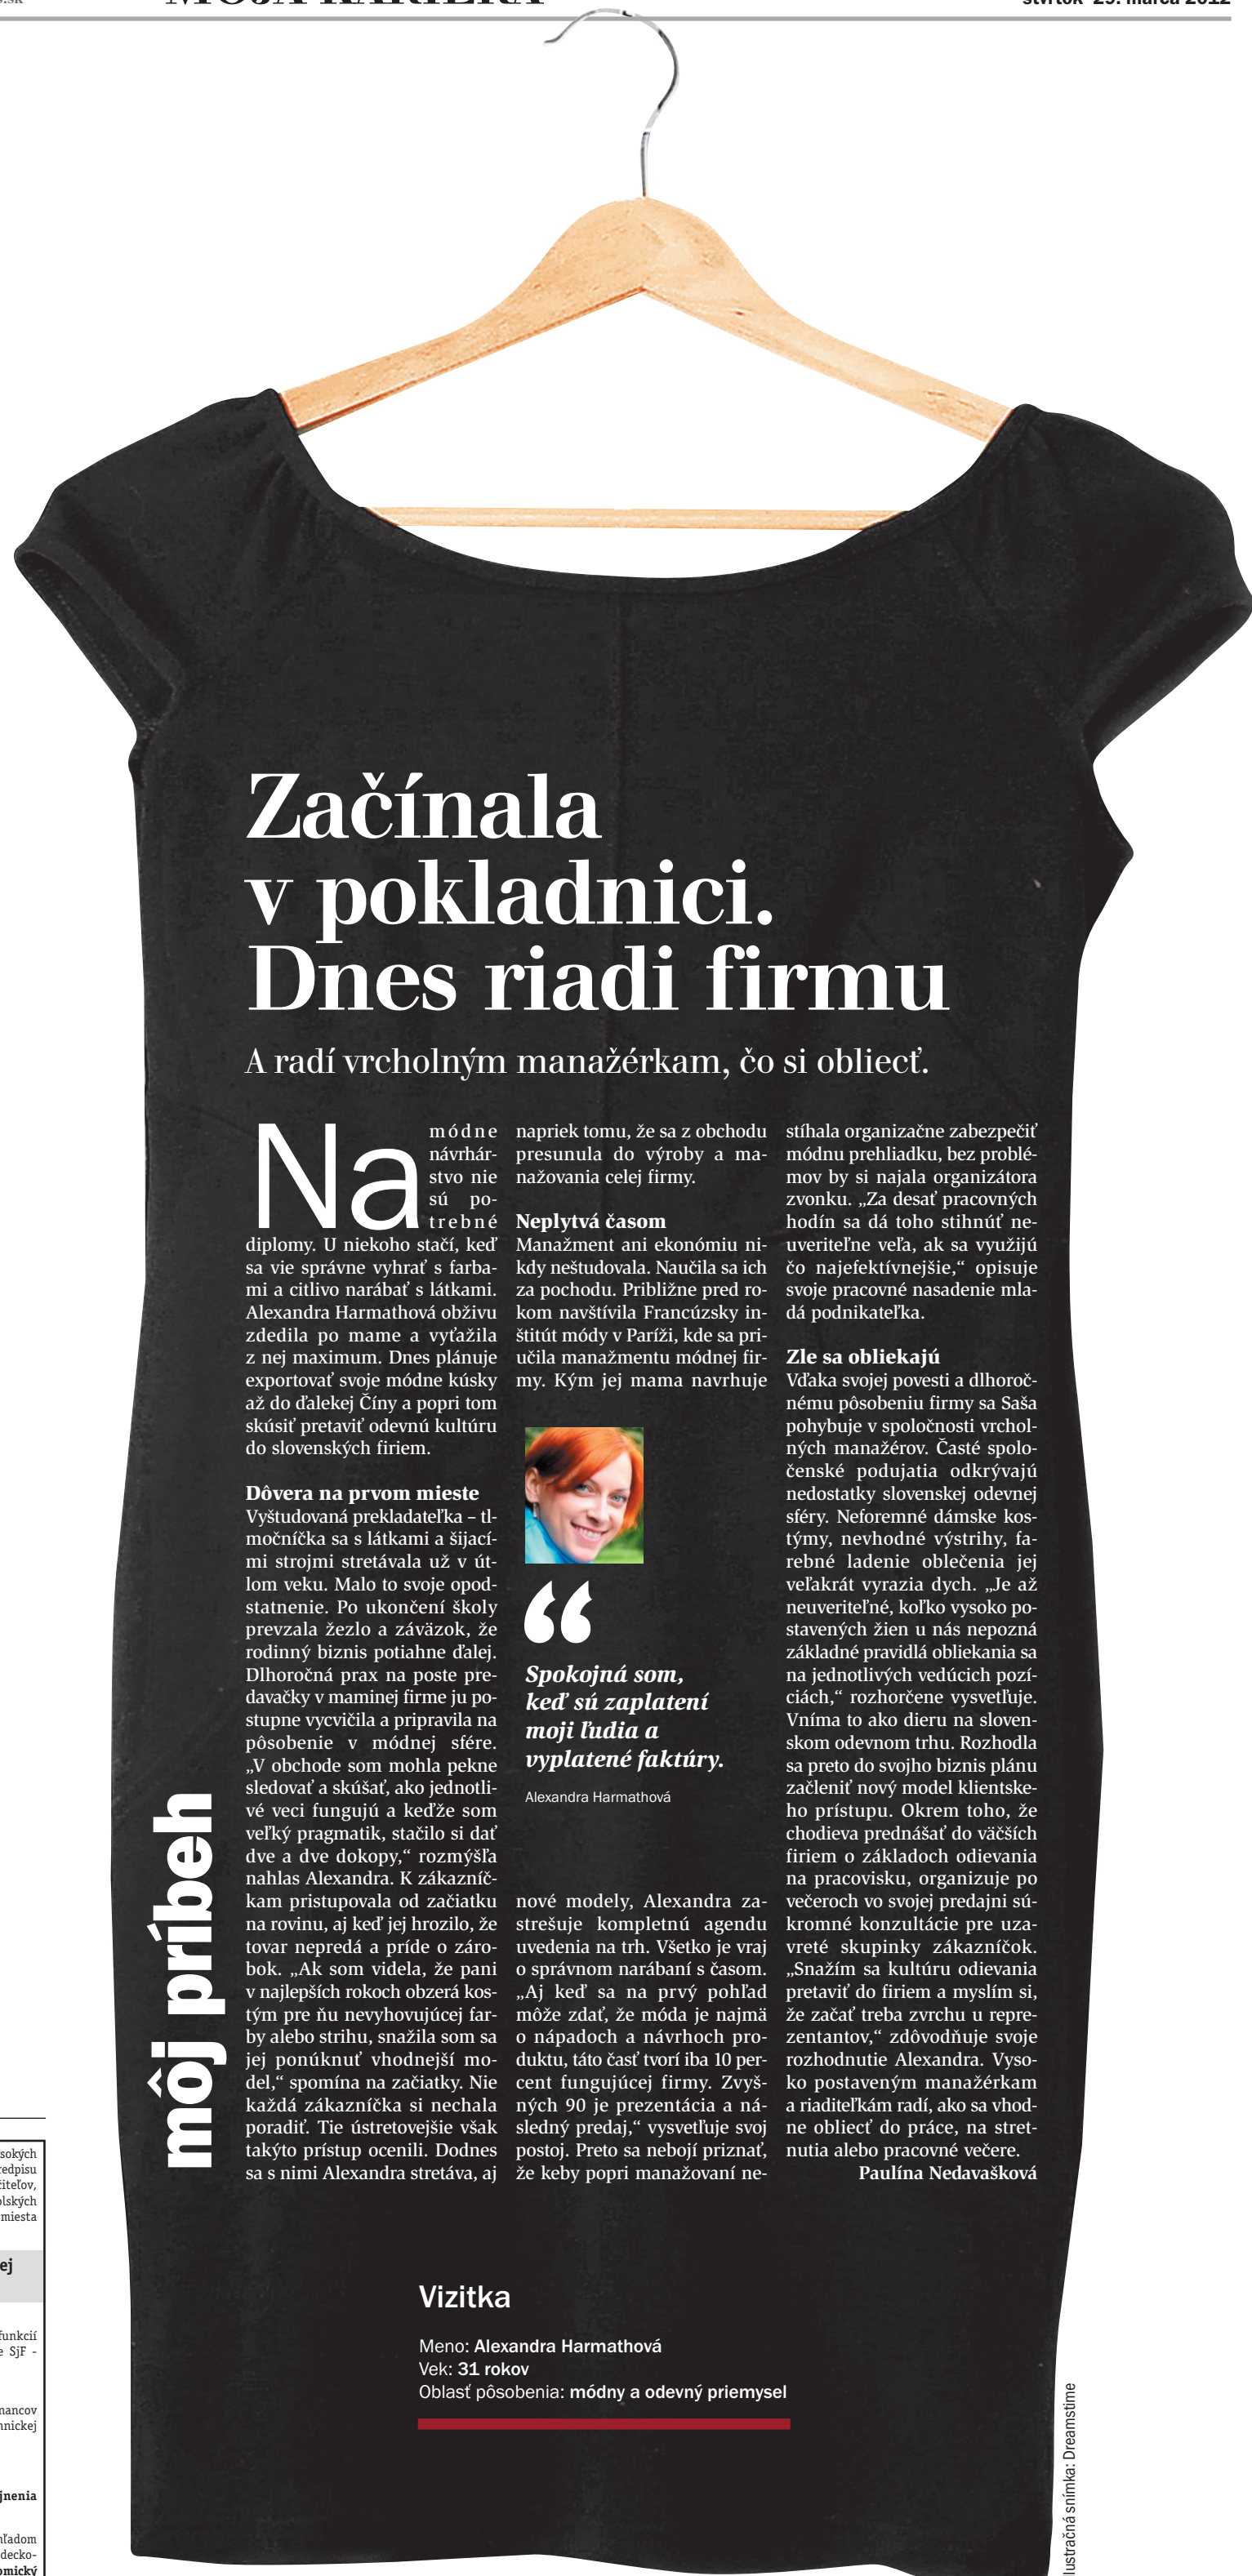 štvrtok 29. marca 2012
MOJA KARIÉRA
Začínala
v pokladnici.
Dnes riadi firmu
A radí vrcholným manažérkam, čo si obliecť.
môj príbeh
Na módne
návrhár-
stvo nie
sú po-
trebné
diplomy. U niekoho stačí, keď
sa vie správne vyhrať s farba-
mi a citlivo narábať s látkami.
Alexandra Harmathová obživu
zdedila po mame a vyťažila
z nej maximum. Dnes plánuje
exportovať svoje módne kúsky
až do ďalekej Číny a popri tom
skúsiť pretaviť odevnú kultúru
do slovenských firiem.
Dôvera na prvom mieste
Vyštudovaná prekladateľka – tl-
močníčka sa s látkami a šijací-
mi strojmi stretávala už v út-
lom veku. Malo to svoje opod-
statnenie. Po ukončení školy
prevzala žezlo a záväzok, že
rodinný biznis potiahne ďalej.
Dlhoročná prax na poste pre-
davačky v maminej firme ju po-
stupne vycvičila a pripravila na
pôsobenie v módnej sfére.
„V obchode som mohla pekne
sledovať a skúšať, ako jednotli-
vé veci fungujú a keďže som
veľký pragmatik, stačilo si dať
dve a dve dokopy,“ rozmýšľa
nahlas Alexandra. K zákazníč-
kam pristupovala od začiatku
na rovinu, aj keď jej hrozilo, že
tovar nepredá a príde o záro-
bok. „Ak som videla, že pani
v najlepších rokoch obzerá kos-
tým pre ňu nevyhovujúcej far-
by alebo strihu, snažila som sa
jej ponúknuť vhodnejší mo-
del,“ spomína na začiatky. Nie
každá zákazníčka si nechala
poradiť. Tie ústretovejšie však
takýto prístup ocenili. Dodnes
sa s nimi Alexandra stretáva, aj
napriek tomu, že sa z obchodu
presunula do výroby a ma-
nažovania celej firmy.
Neplytvá časom
Manažment ani ekonómiu ni-
kdy neštudovala. Naučila sa ich
za pochodu. Približne pred ro-
kom navštívila Francúzsky in-
štitút módy v Paríži, kde sa pri-
učila manažmentu módnej fir-
my. Kým jej mama navrhuje
“
Spokojná som,
keď sú zaplatení
moji ľudia a
vyplatené faktúry.
Alexandra Harmathová
nové modely, Alexandra za-
strešuje kompletnú agendu
uvedenia na trh. Všetko je vraj
o správnom narábaní s časom.
„Aj keď sa na prvý pohľad
môže zdať, že móda je najmä
o nápadoch a návrhoch pro-
duktu, táto časť tvorí iba 10 per-
cent fungujúcej firmy. Zvyš-
ných 90 je prezentácia a ná-
sledný predaj,“ vysvetľuje svoj
postoj. Preto sa nebojí priznať,
že keby popri manažovaní ne-
stíhala organizačne zabezpečiť
módnu prehliadku, bez problé-
mov by si najala organizátora
zvonku. „Za desať pracovných
hodín sa dá toho stihnúť ne-
uveriteľne veľa, ak sa využijú
čo najefektívnejšie,“ opisuje
svoje pracovné nasadenie mla-
dá podnikateľka.
Zle sa obliekajú
Vďaka svojej povesti a dlhoroč-
nému pôsobeniu firmy sa Saša
pohybuje v spoločnosti vrchol-
ných manažérov. Časté spolo-
čenské podujatia odkrývajú
nedostatky slovenskej odevnej
sféry. Neforemné dámske kos-
týmy, nevhodné výstrihy, fa-
rebné ladenie oblečenia jej
veľakrát vyrazia dych. „Je až
neuveriteľné, koľko vysoko po-
stavených žien u nás nepozná
základné pravidlá obliekania sa
na jednotlivých vedúcich pozí-
ciách,“ rozhorčene vysvetľuje.
Vníma to ako dieru na sloven-
skom odevnom trhu. Rozhodla
sa preto do svojho biznis plánu
začleniť nový model klientske-
ho prístupu. Okrem toho, že
chodieva prednášať do väčších
firiem o základoch odievania
na pracovisku, organizuje po
večeroch vo svojej predajni sú-
kromné konzultácie pre uza-
vreté skupinky zákazníčok.
„Snažím sa kultúru odievania
pretaviť do firiem a myslím si,
že začať treba zvrchu u repre-
zentantov,“ zdôvodňuje svoje
rozhodnutie Alexandra. Vyso-
ko postaveným manažérkam
a riaditeľkám radí, ako sa vhod-
ne obliecť do práce, na stret-
nutia alebo pracovné večere.
Paulína Nedavašková
Vizitka
Meno: Alexandra Harmathová
Vek: 31 rokov
Oblasť pôsobenia: módny a odevný priemysel
lustračná snímka: Dreamstime
sokých
redpisu
čiteľov,
olských
miesta
ej
funkcií
e SjF -
nancov
hnickej
jnenia
hľadom
decko-
omický